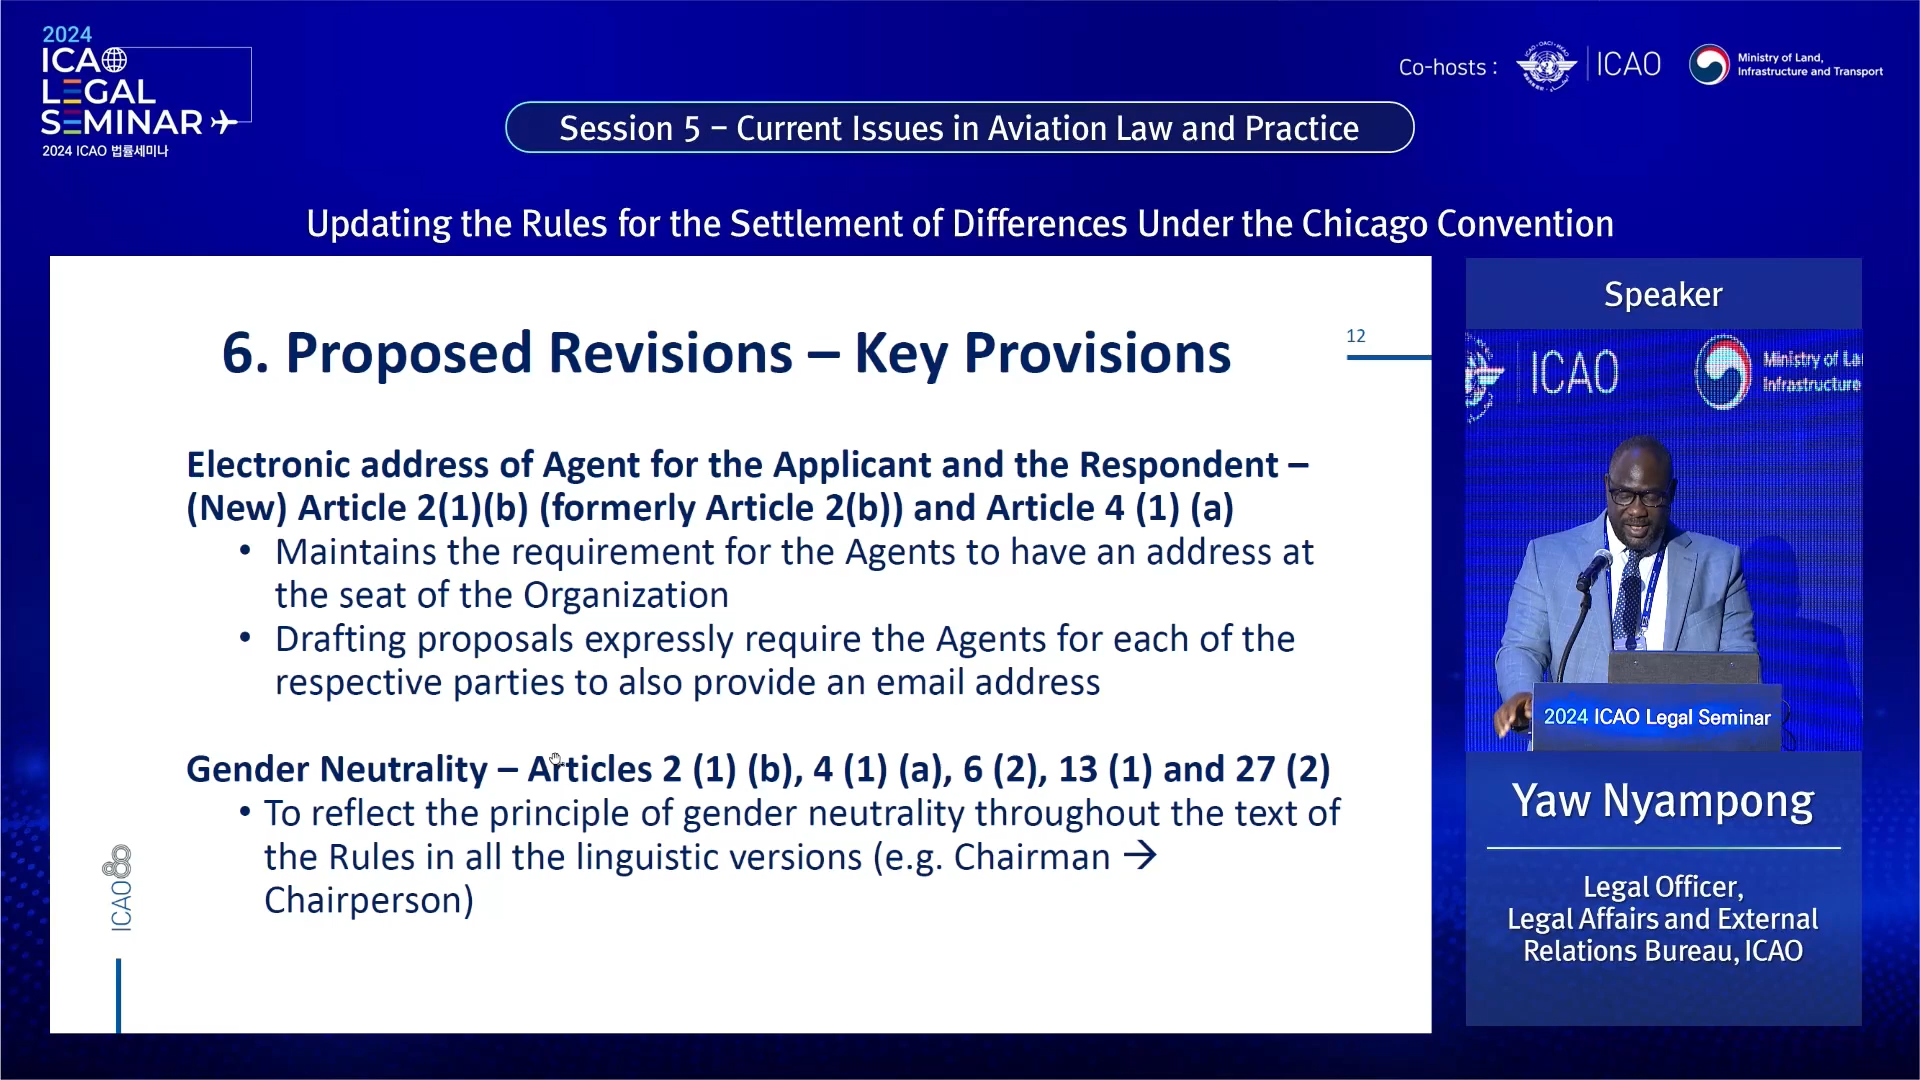 2024
ICAO
LEGAL
SEMINAR
2024 ICAO 법률세미나
Co-hosts :
ICAO
Ministry of Land,
Infrastructure and Transport
Session 5 – Current Issues in Aviation Law and Practice
Updating the Rules for the Settlement of Differences Under the Chicago Convention
12
6. Proposed Revisions – Key Provisions
Electronic address of Agent for the Applicant and the Respondent –
(New) Article 2(1)(b) (formerly Article 2(b)) and Article 4 (1) (a)
• Maintains the requirement for the Agents to have an address at
the seat of the Organization
• Drafting proposals expressly require the Agents for each of the
respective parties to also provide an email address
Gender Neutrality – Articles 2 (1) (b), 4 (1) (a), 6 (2), 13 (1) and 27 (2)
• To reflect the principle of gender neutrality throughout the text of
the Rules in all the linguistic versions (e.g. Chairman →
Chairperson)
ICAO80
Speaker
ICAO
Ministry of La
Infrastructure
2024 ICAO Legal Seminar
Yaw Nyampong
Legal Officer,
Legal Affairs and External
Relations Bureau, ICAO